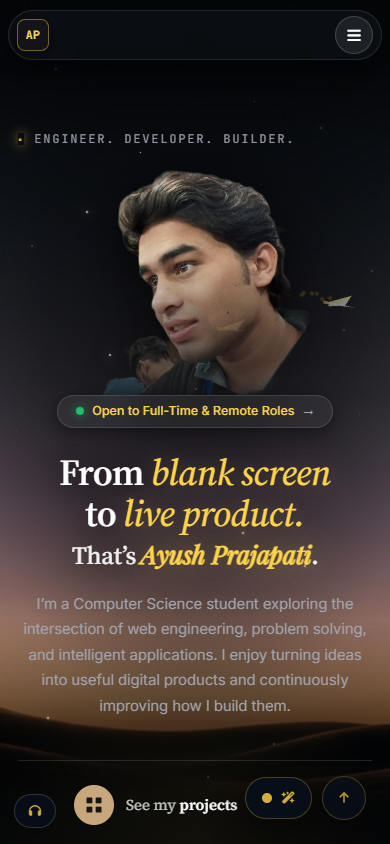 AP
ENGINEER. DEVELOPER. BUILDER.
Open to Full-Time & Remote Roles →
From blank screen
to live product.
That's Ayush Prajapati.
I'm a Computer Science student exploring the
intersection of web engineering, problem solving,
and intelligent applications. I enjoy turning ideas
into useful digital products and continuously
improving how I build them.
See my projects